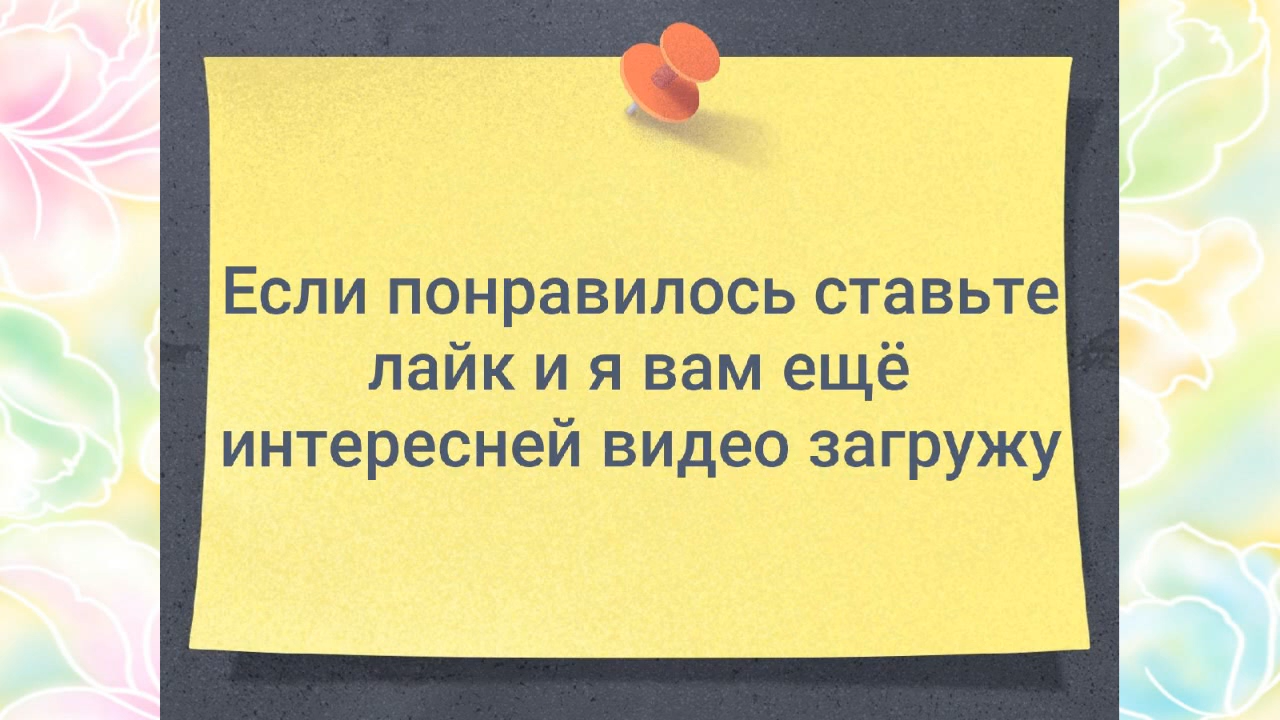 Если понравилось ставьте
лайк и я вам ещё
интересней видео загружу